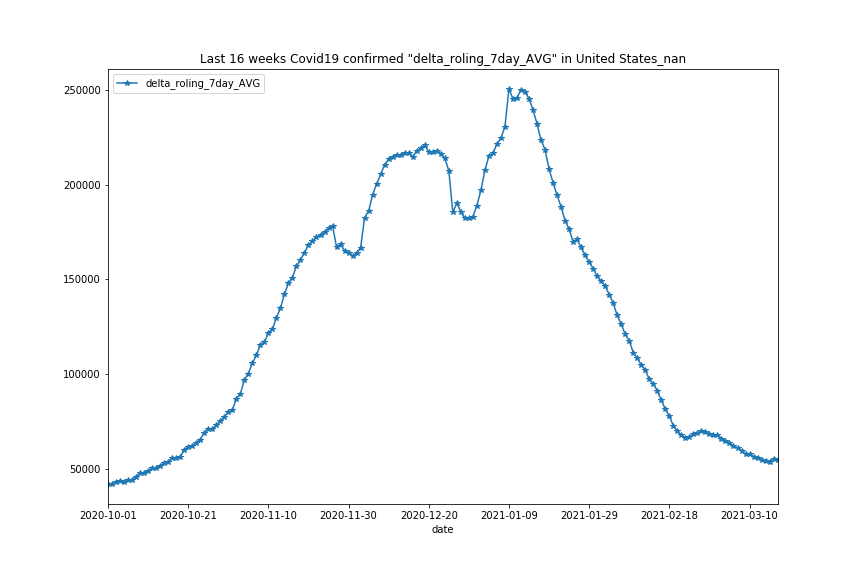 Last 16 weeks Covid19 confirmed "delta_roling_7day_AVG" in United States_nan
delta_roling_7day_AVG
250000
200000
150000
100000
50000
2020-10-01 2020-10-21 2020-11-10 2020-11-30 2020-12-20 2021-01-09 2021-01-29 2021-02-18 2021-03-10
date